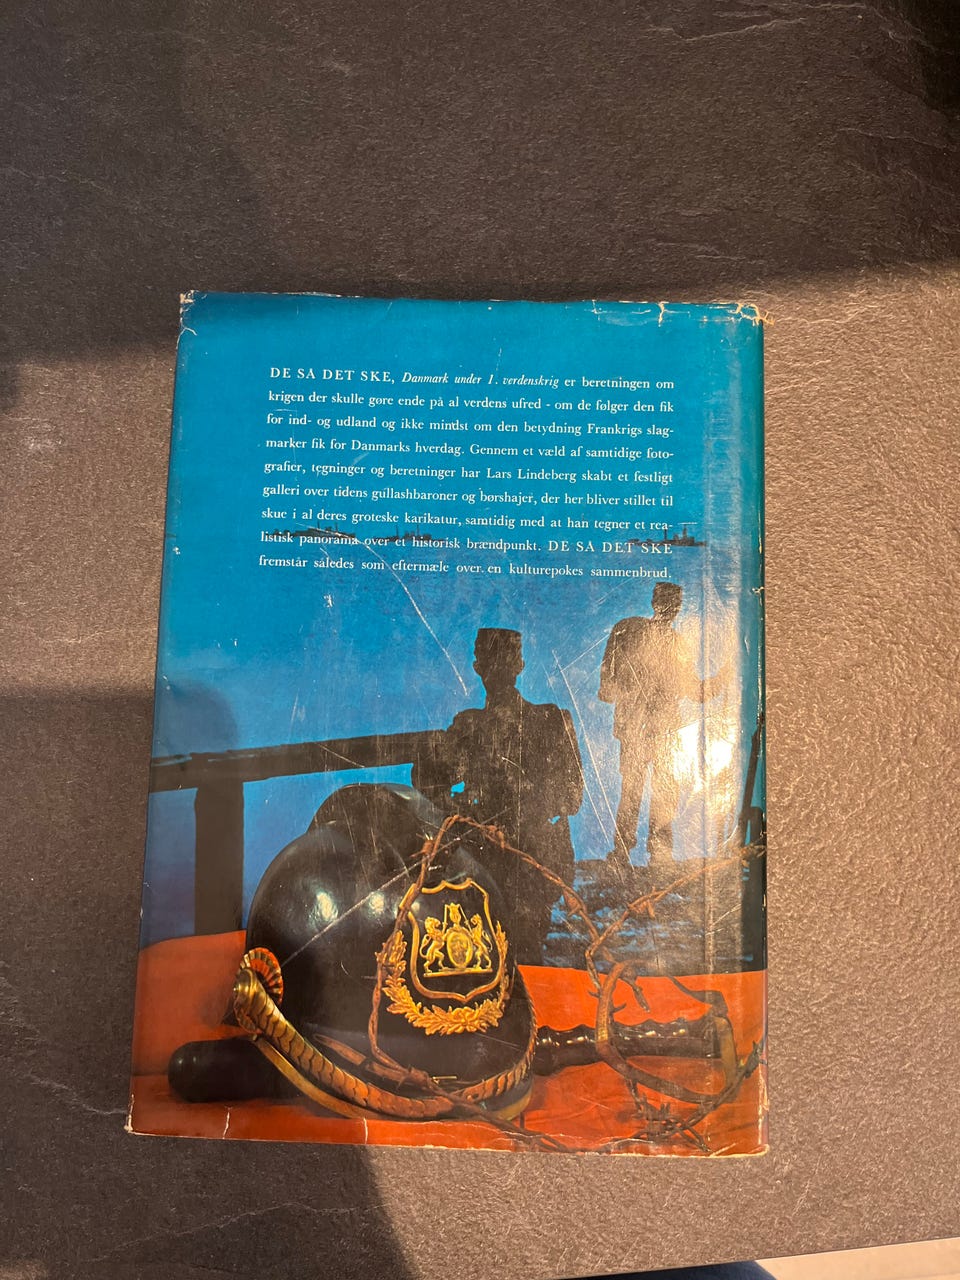 DE SA DET SKE, Danmark under 1. verdenskrig er beretningen om
krigen der skulle gøre ende på al verdens ufred - om de følger den fik
for ind- og udland og ikke mindst om den betydning Frankrigs slag-
marker fik for Danmarks hverdag. Gennem et væld af samtidige foto-
grafier, tegninger og beretninger har Lars Lindeberg skabt et festligt
galleri over tidens gullashbaroner og børshajer, der her bliver stillet til
skue i al deres groteske karikatur, samtidig med at han tegner et rea-
listisk panorama over et historisk brændpunkt. DE SA DET SKE
fremstår således som eftermæle over en kulturepokes sammenbrud.